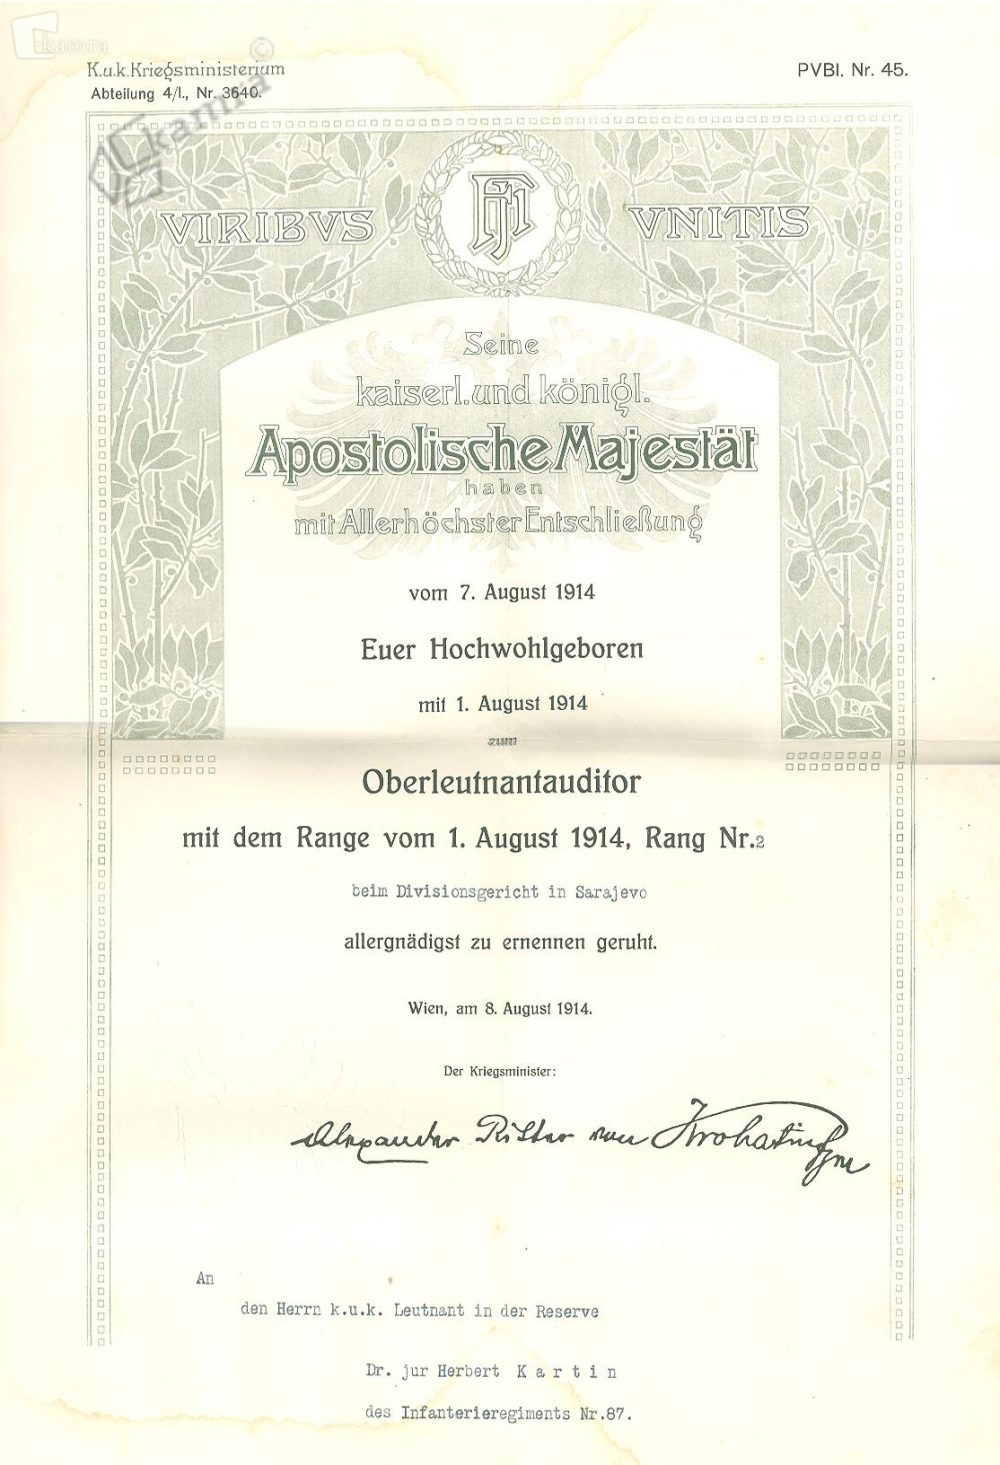 kamra
K.u.k. Kriegsministerium
PVBl. Nr. 45.
Abteilung 4/I., Nr. 3640.
kamra ©
VIRIBVS
FJI
VNITIS
Seine
kaiserl. und königl.
Apostolische Majestät
haben
mit Allerhöchster Entschließung
vom 7. August 1914
Euer Hochwohlgeboren
mit 1. August 1914
zum
Oberleutnantauditor
mit dem Range vom 1. August 1914, Rang Nr. 2
beim Divisionsgericht in Sarajevo
allergnädigst zu ernennen geruht.
Wien, am 8. August 1914.
Der Kriegsminister:
Alexander Ritter von Krobatin
An
den Herrn k.u.k. Leutnant in der Reserve
Dr. jur Herbert K a r t i n
des Infanterieregiments Nr.87.